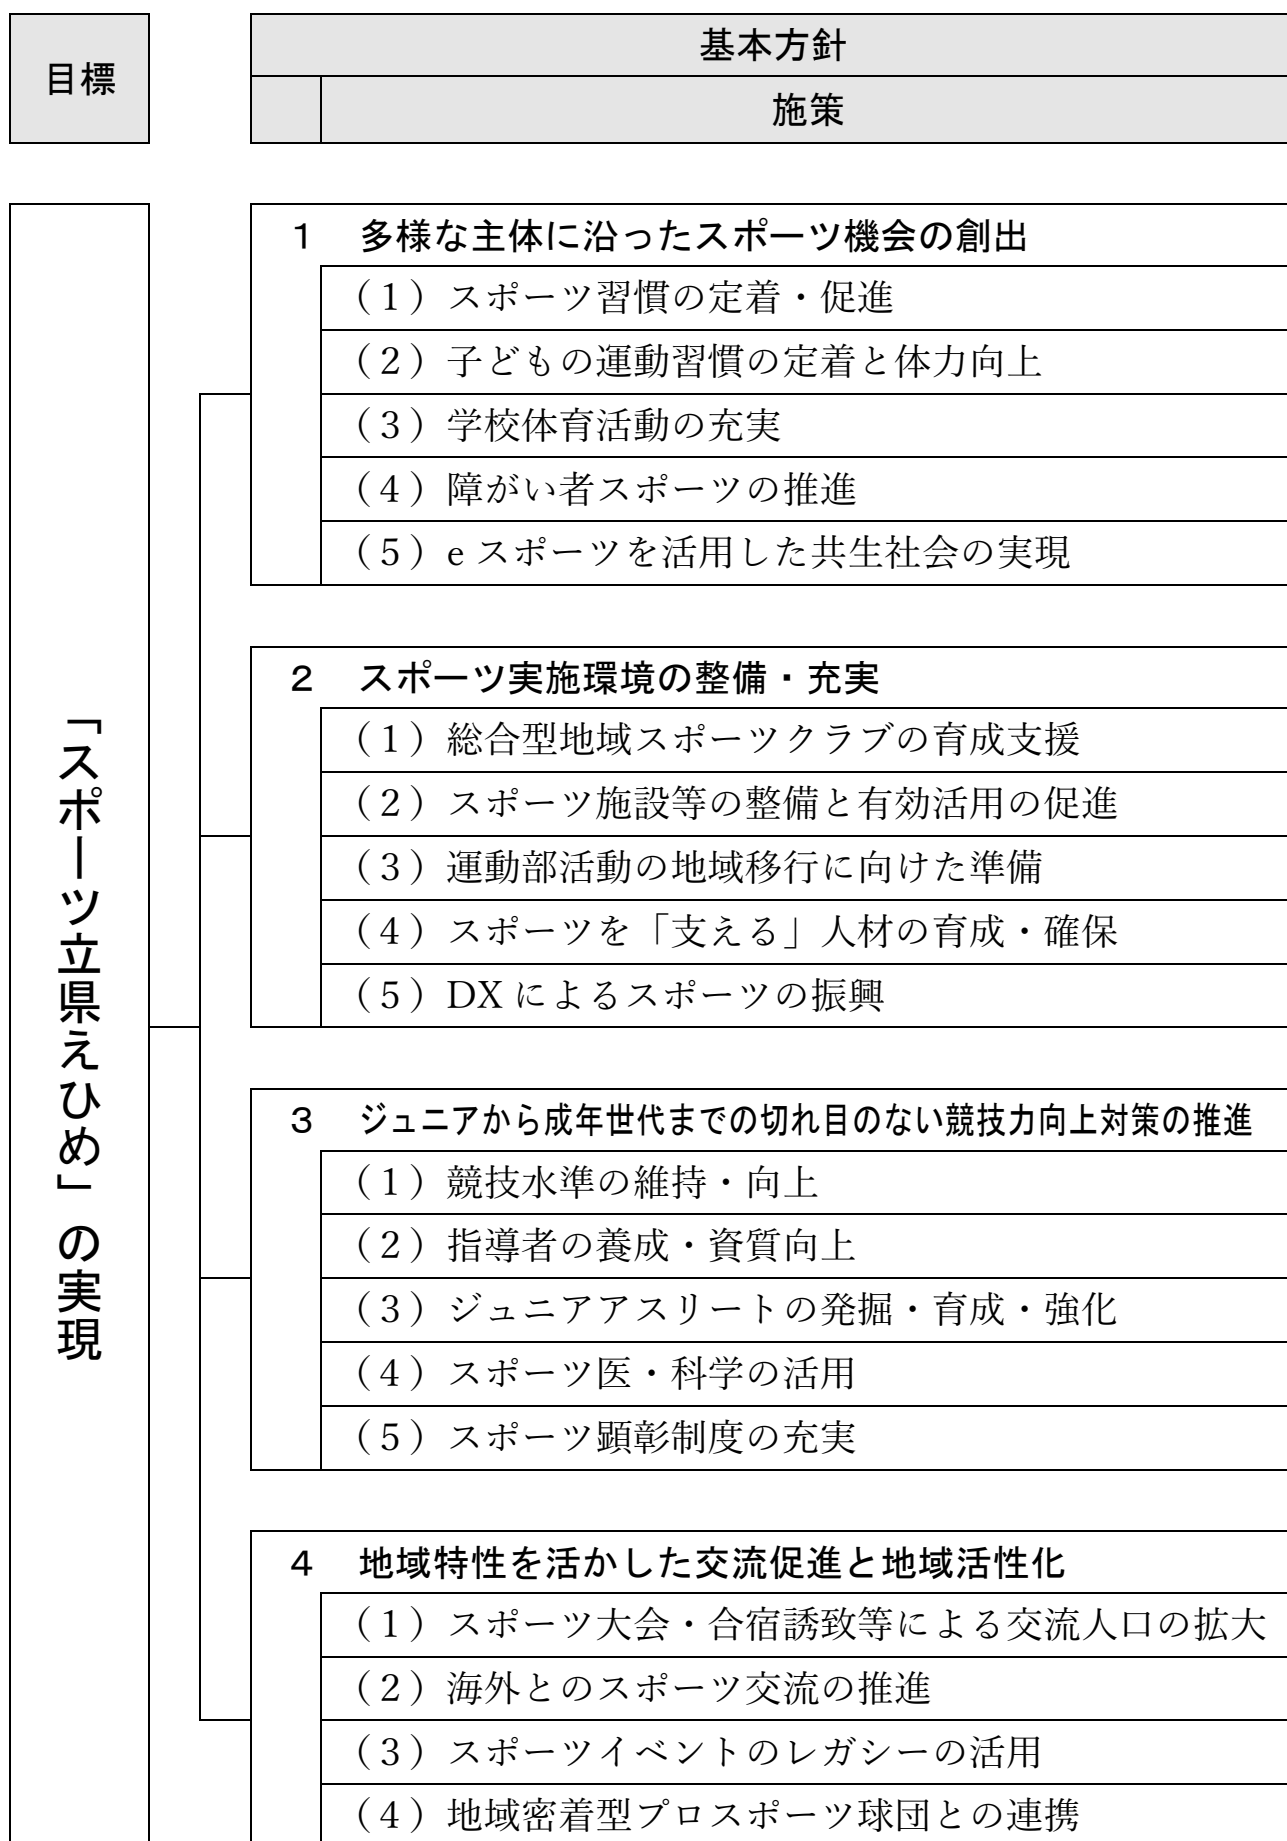 目標
基本方針
施策
「スポーツ立県えひめ」の実現
１　多様な主体に沿ったスポーツ機会の創出
（１）スポーツ習慣の定着・促進
（２）子どもの運動習慣の定着と体力向上
（３）学校体育活動の充実
（４）障がい者スポーツの推進
（５）e スポーツを活用した共生社会の実現
２　スポーツ実施環境の整備・充実
（１）総合型地域スポーツクラブの育成支援
（２）スポーツ施設等の整備と有効活用の促進
（３）運動部活動の地域移行に向けた準備
（４）スポーツを「支える」人材の育成・確保
（５）DX によるスポーツの振興
３　ジュニアから成年世代までの切れ目のない競技力向上対策の推進
（１）競技水準の維持・向上
（２）指導者の養成・資質向上
（３）ジュニアアスリートの発掘・育成・強化
（４）スポーツ医・科学の活用
（５）スポーツ顕彰制度の充実
４　地域特性を活かした交流促進と地域活性化
（１）スポーツ大会・合宿誘致等による交流人口の拡大
（２）海外とのスポーツ交流の推進
（３）スポーツイベントのレガシーの活用
（４）地域密着型プロスポーツ球団との連携